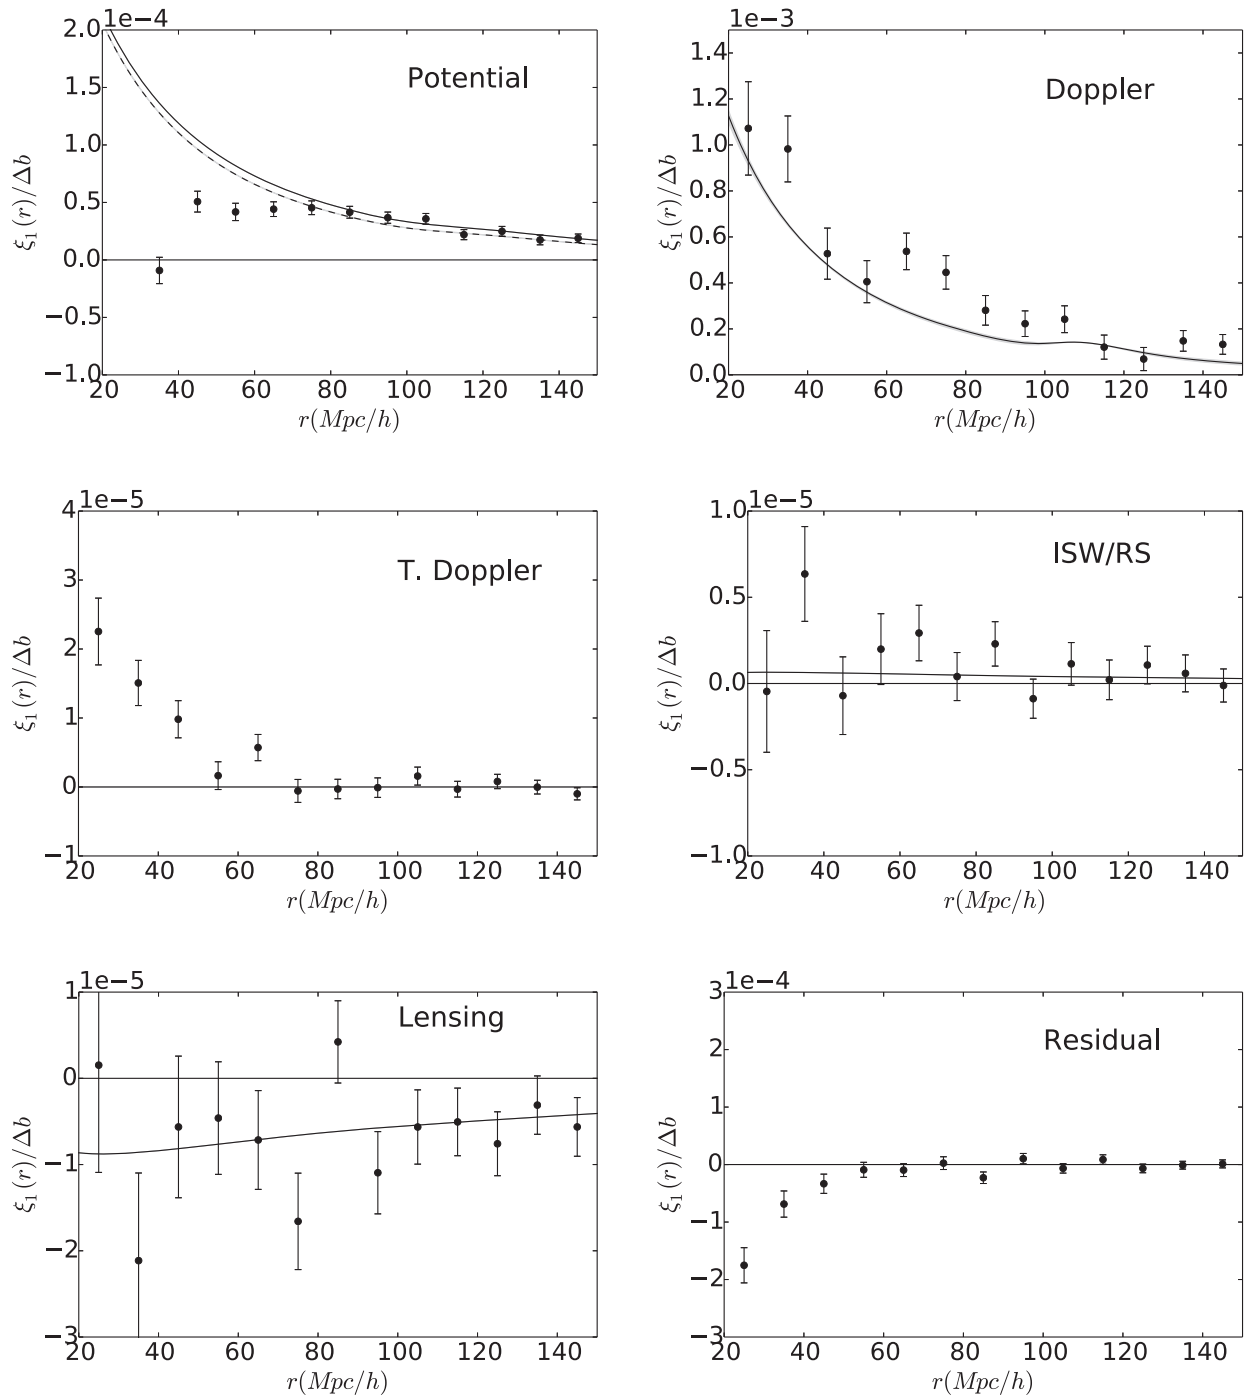 1e−4
2.0
1.5
1.0
0.5
0.0
−0.5
−1.0
20 40 60 80 100 120 140
r(Mpc/h)
ξ₁(r)/Δb
Potential
1e−3
1.4
1.2
1.0
0.8
0.6
0.4
0.2
0.0
20 40 60 80 100 120 140
r(Mpc/h)
ξ₁(r)/Δb
Doppler
1e−5
4
3
2
1
0
−1
20 40 60 80 100 120 140
r(Mpc/h)
ξ₁(r)/Δb
T. Doppler
1e−5
1.0
0.5
0.0
−0.5
−1.0
20 40 60 80 100 120 140
r(Mpc/h)
ξ₁(r)/Δb
ISW/RS
1e−5
1
0
−1
−2
−3
20 40 60 80 100 120 140
r(Mpc/h)
ξ₁(r)/Δb
Lensing
1e−4
3
2
1
0
−1
−2
−3
20 40 60 80 100 120 140
r(Mpc/h)
ξ₁(r)/Δb
Residual